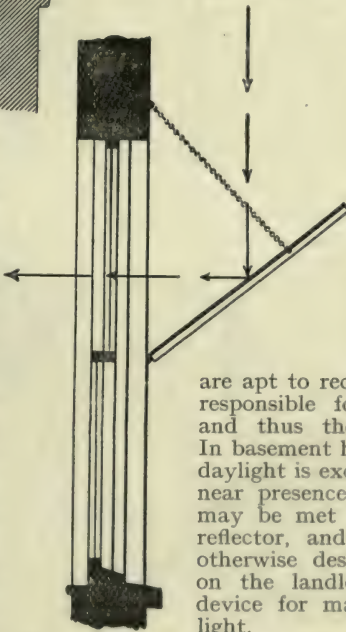 are apt to rec
responsible fo
and thus the
In basement h
daylight is exc
near presence
may be met
reflector, and
otherwise des
on the landl
device for ma
light.